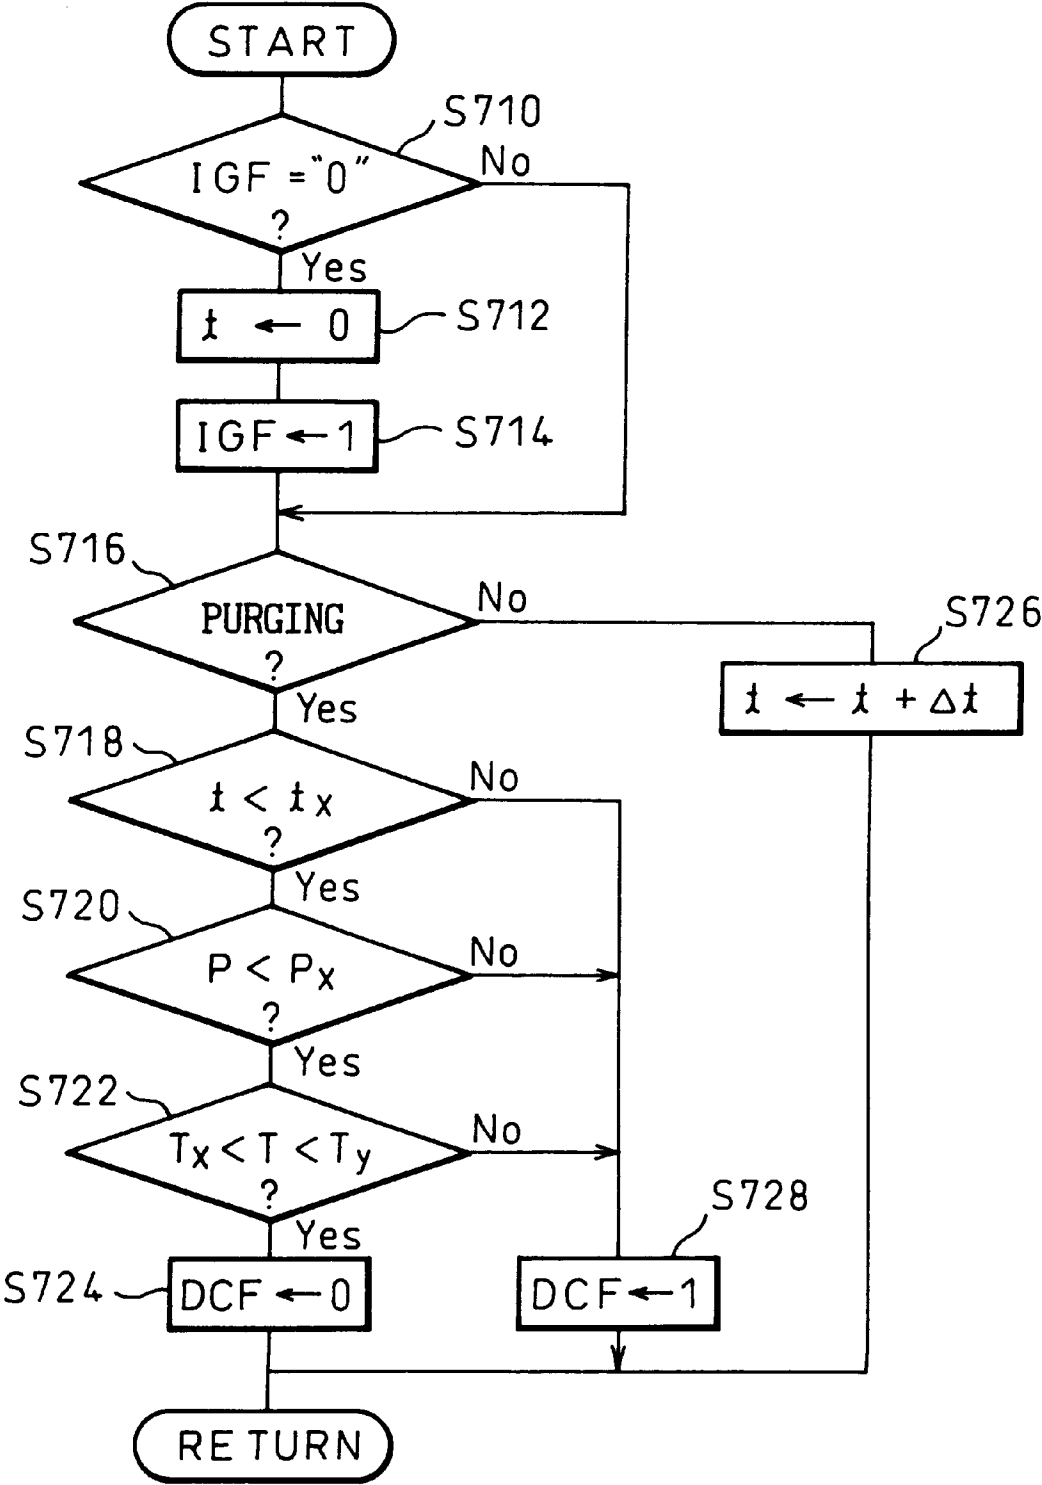 START
S710
IGF = "0"
?
No
Yes
t ← 0
S712
IGF ← 1
S714
S716
PURGING
?
No
Yes
S726
t ← t + Δt
S718
t < tx
?
No
Yes
S720
P < Px
?
No
Yes
S722
Tx < T < Ty
?
No
Yes
S728
S724
DCF ← 0
DCF ← 1
RETURN